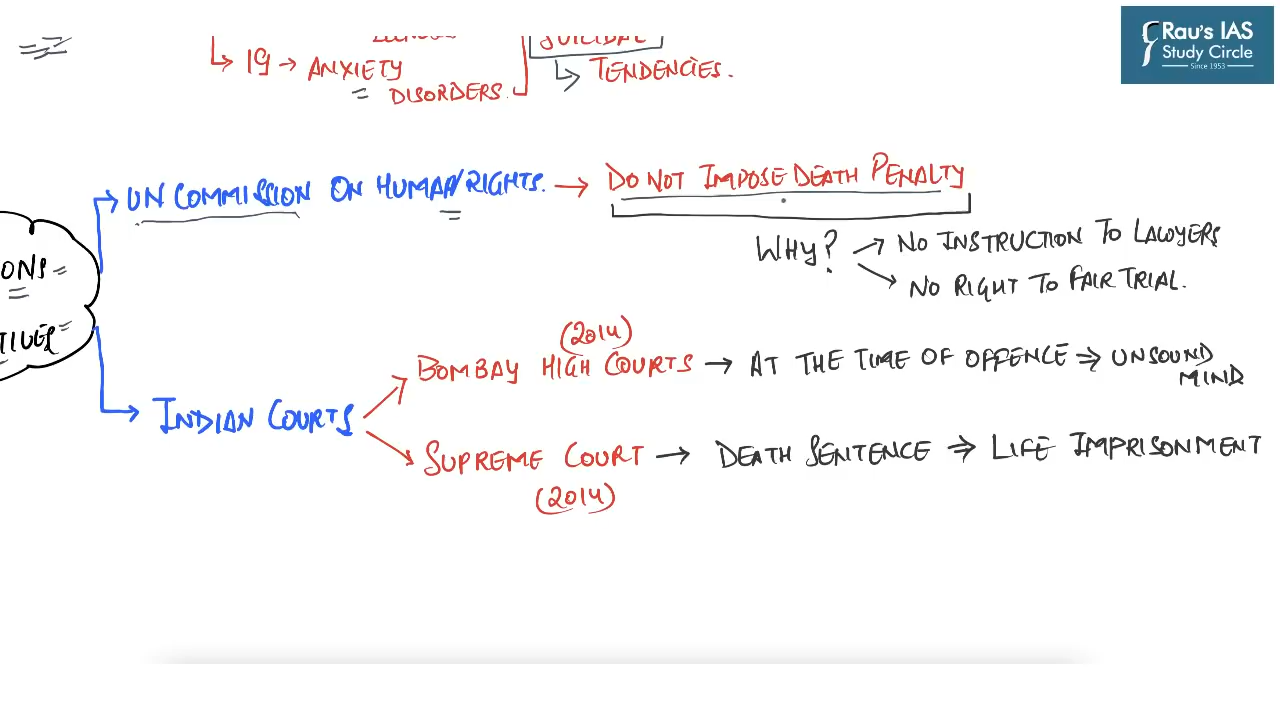 Rau's IAS
Study Circle
Since 1953
SUICIDAL
19 → ANXIETY
DISORDERS.
TENDENCIES.
UN COMMISSION ON HUMAN RIGHTS. → DO NOT IMPOSE DEATH PENALTY
WHY? → NO INSTRUCTION TO LAWYERS
→ NO RIGHT TO FAIR TRIAL.
ONS
(2014)
BOMBAY HIGH COURTS → AT THE TIME OF OFFENCE ⇒ UNSOUND
MIND
INDIAN COURTS
SUPREME COURT → DEATH SENTENCE ⇒ LIFE IMPRISONMENT
(2014)